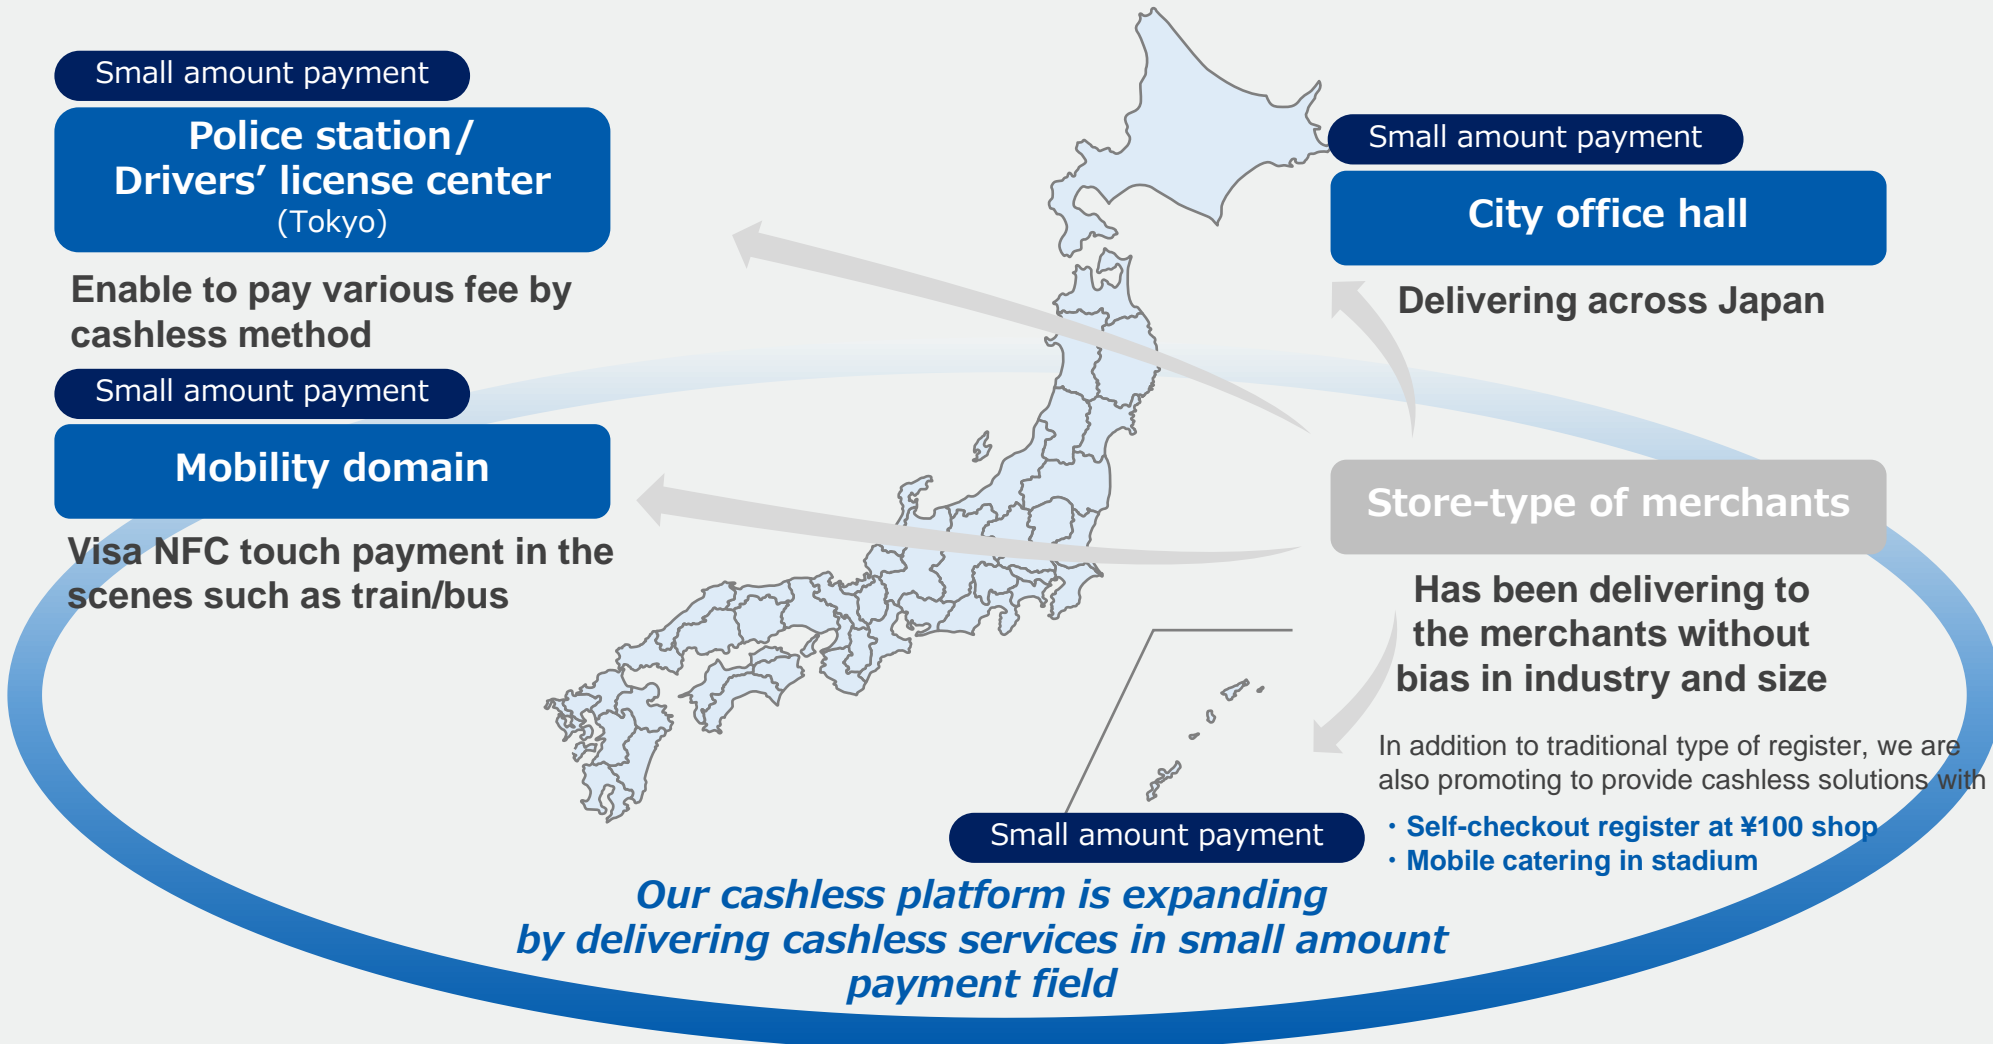 Small amount payment
Police station/
Drivers’ license center
(Tokyo)
Enable to pay various fee by
cashless method
Small amount payment
Mobility domain
Visa NFC touch payment in the
scenes such as train/bus
Small amount payment
City office hall
Delivering across Japan
Store-type of merchants
Has been delivering to
the merchants without
bias in industry and size
In addition to traditional type of register, we are
also promoting to provide cashless solutions with
・Self-checkout register at ¥100 shop
・Mobile catering in stadium
Small amount payment
Our cashless platform is expanding
by delivering cashless services in small amount
payment field